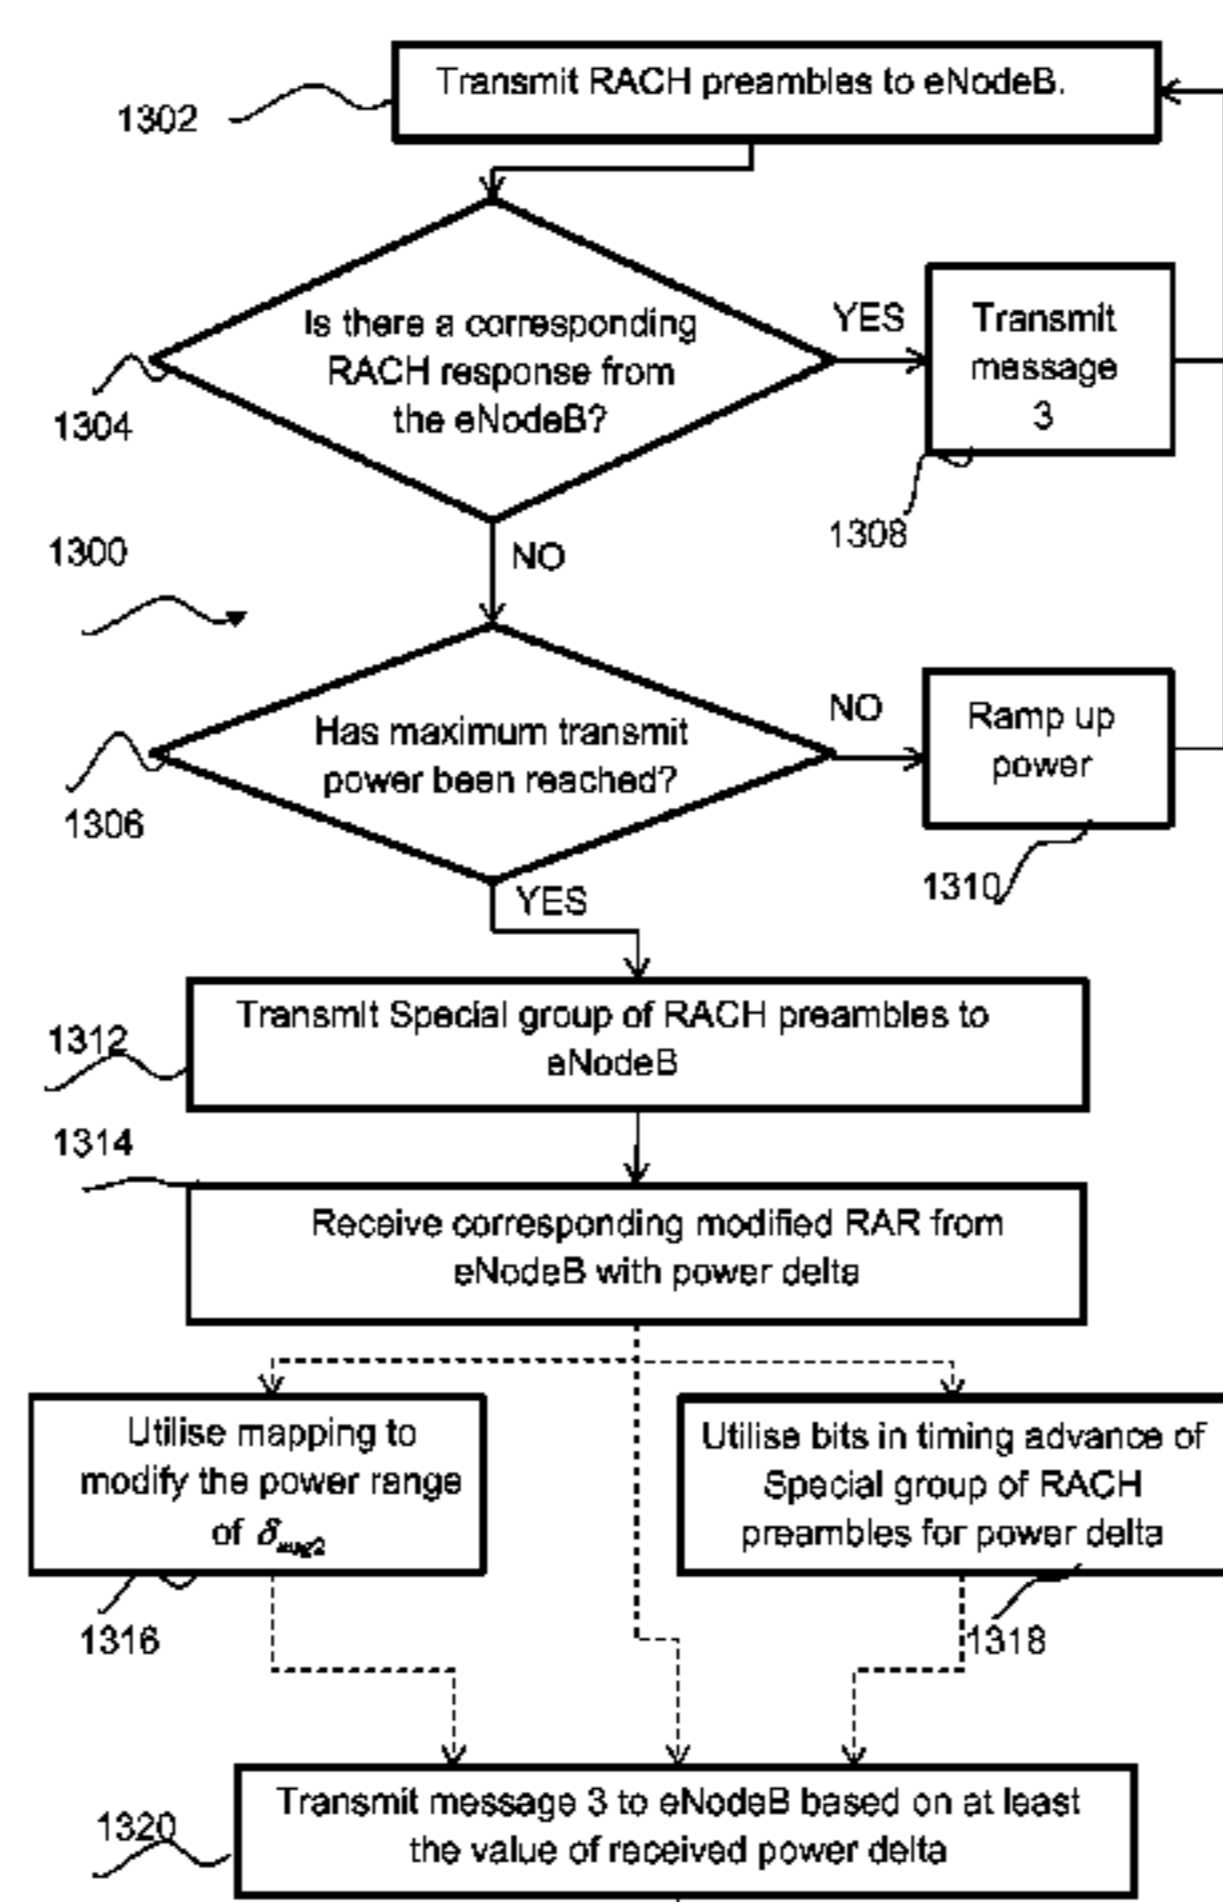 Transmit RACH preambles to eNodeB.
1302
Is there a corresponding
RACH response from
the eNodeB?
1304
YES
Transmit
message
3
1308
NO
1300
Has maximum transmit
power been reached?
1306
NO
Ramp up
power
1310
YES
Transmit Special group of RACH preambles to
eNodeB
1312
1314
Receive corresponding modified RAR from
eNodeB with power delta
Utilise mapping to
modify the power range
of δmsg2
1316
Utilise bits in timing advance of
Special group of RACH
preambles for power delta
1318
Transmit message 3 to eNodeB based on at least
the value of received power delta
1320